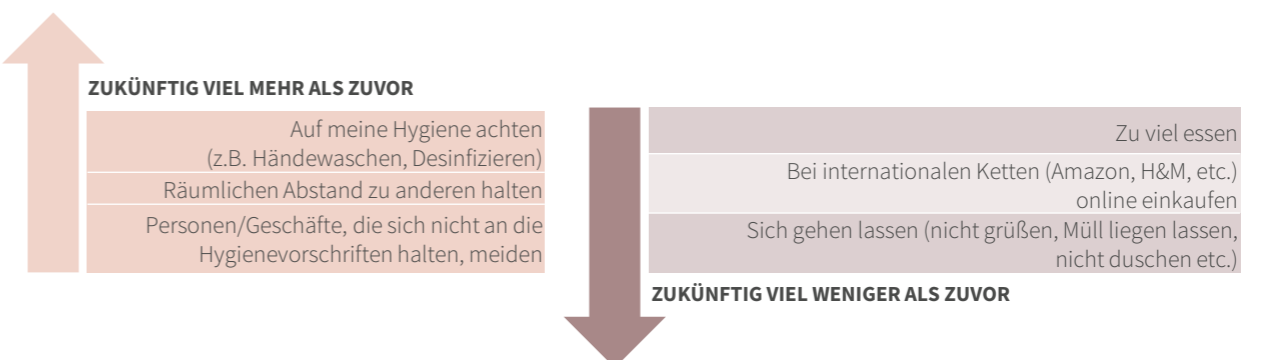 ZUKÜNFTIG VIEL MEHR ALS ZUVOR
Auf meine Hygiene achten
(z.B. Händewaschen, Desinfizieren)
Räumlichen Abstand zu anderen halten
Personen/Geschäfte, die sich nicht an die
Hygienevorschriften halten, meiden
Zu viel essen
Bei internationalen Ketten (Amazon, H&M, etc.)
online einkaufen
Sich gehen lassen (nicht grüßen, Müll liegen lassen,
nicht duschen etc.)
ZUKÜNFTIG VIEL WENIGER ALS ZUVOR